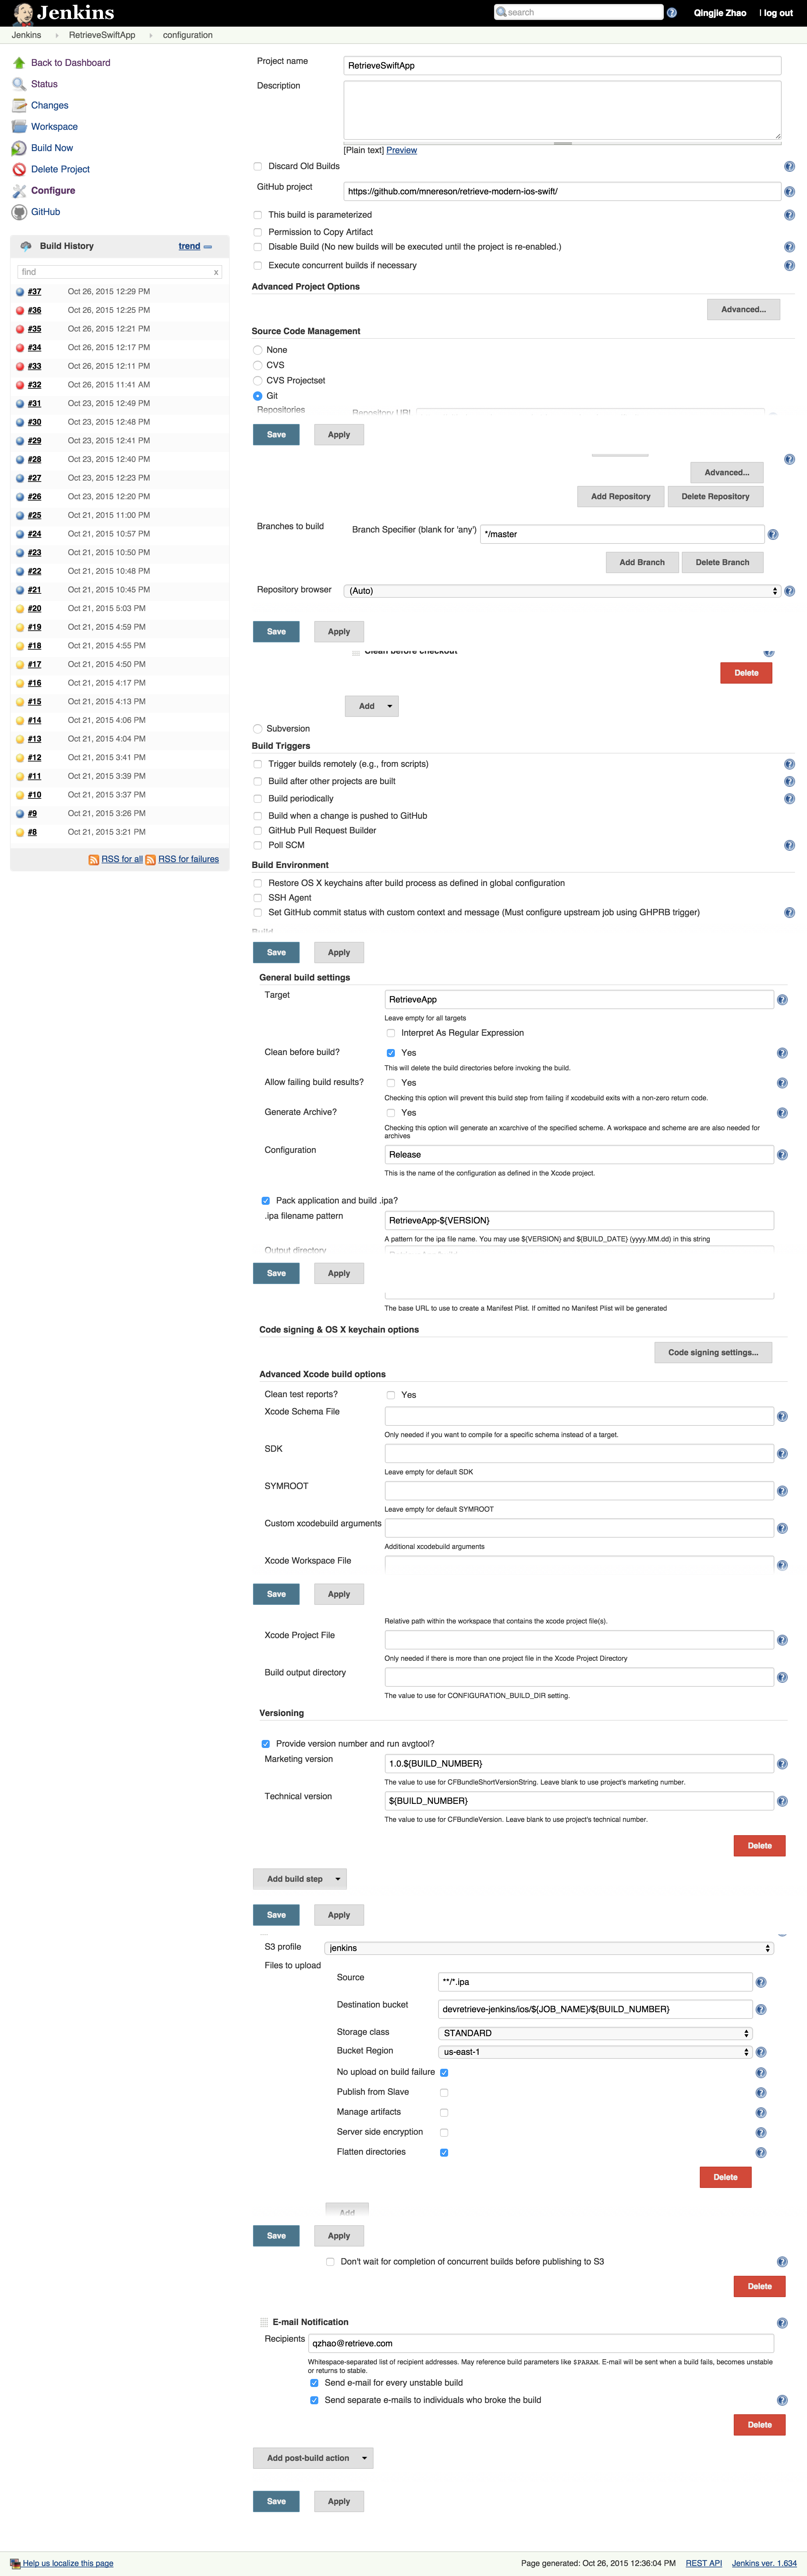 Jenkins
search
Qingjie Zhao
| log out
Jenkins
RetrieveSwiftApp
configuration
Back to Dashboard
Status
Changes
Workspace
Build Now
Delete Project
Configure
GitHub
Build History
trend
find
x
#37 Oct 26, 2015 12:29 PM
#36 Oct 26, 2015 12:25 PM
#35 Oct 26, 2015 12:21 PM
#34 Oct 26, 2015 12:17 PM
#33 Oct 26, 2015 12:11 PM
#32 Oct 26, 2015 11:41 AM
#31 Oct 23, 2015 12:49 PM
#30 Oct 23, 2015 12:48 PM
#29 Oct 23, 2015 12:41 PM
#28 Oct 23, 2015 12:40 PM
#27 Oct 23, 2015 12:23 PM
#26 Oct 23, 2015 12:20 PM
#25 Oct 21, 2015 11:00 PM
#24 Oct 21, 2015 10:57 PM
#23 Oct 21, 2015 10:50 PM
#22 Oct 21, 2015 10:48 PM
#21 Oct 21, 2015 10:45 PM
#20 Oct 21, 2015 5:03 PM
#19 Oct 21, 2015 4:59 PM
#18 Oct 21, 2015 4:55 PM
#17 Oct 21, 2015 4:50 PM
#16 Oct 21, 2015 4:17 PM
#15 Oct 21, 2015 4:13 PM
#14 Oct 21, 2015 4:06 PM
#13 Oct 21, 2015 4:04 PM
#12 Oct 21, 2015 3:41 PM
#11 Oct 21, 2015 3:39 PM
#10 Oct 21, 2015 3:37 PM
#9 Oct 21, 2015 3:26 PM
#8 Oct 21, 2015 3:21 PM
RSS for all RSS for failures
Project name RetrieveSwiftApp
Description
[Plain text] Preview
Discard Old Builds
GitHub project https://github.com/mnereson/retrieve-modern-ios-swift/
This build is parameterized
Permission to Copy Artifact
Disable Build (No new builds will be executed until the project is re-enabled.)
Execute concurrent builds if necessary
Advanced Project Options
Advanced...
Source Code Management
None
CVS
CVS Projectset
Git
Repositories Repository URL
Save Apply
Advanced...
Add Repository Delete Repository
Branches to build Branch Specifier (blank for 'any') */master
Add Branch Delete Branch
Repository browser (Auto)
Save Apply
Clean before checkout
Delete
Add
Subversion
Build Triggers
Trigger builds remotely (e.g., from scripts)
Build after other projects are built
Build periodically
Build when a change is pushed to GitHub
GitHub Pull Request Builder
Poll SCM
Build Environment
Restore OS X keychains after build process as defined in global configuration
SSH Agent
Set GitHub commit status with custom context and message (Must configure upstream job using GHPRB trigger)
Build
Save Apply
General build settings
Target RetrieveApp
Leave empty for all targets
Interpret As Regular Expression
Clean before build? Yes
This will delete the build directories before invoking the build.
Allow failing build results? Yes
Checking this option will prevent this build step from failing if xcodebuild exits with a non-zero return code.
Generate Archive? Yes
Checking this option will generate an xcarchive of the specified scheme. A workspace and scheme are are also needed for
archives
Configuration Release
This is the name of the configuration as defined in the Xcode project.
Pack application and build .ipa?
.ipa filename pattern RetrieveApp-${VERSION}
A pattern for the ipa file name. You may use ${VERSION} and ${BUILD_DATE} (yyyy.MM.dd) in this string
Output directory
Save Apply
The base URL to use to create a Manifest Plist. If omitted no Manifest Plist will be generated
Code signing & OS X keychain options
Code signing settings...
Advanced Xcode build options
Clean test reports? Yes
Xcode Schema File
Only needed if you want to compile for a specific schema instead of a target.
SDK
Leave empty for default SDK
SYMROOT
Leave empty for default SYMROOT
Custom xcodebuild arguments
Additional xcodebuild arguments
Xcode Workspace File
Save Apply
Relative path within the workspace that contains the xcode project file(s).
Xcode Project File
Only needed if there is more than one project file in the Xcode Project Directory
Build output directory
The value to use for CONFIGURATION_BUILD_DIR setting.
Versioning
Provide version number and run avgtool?
Marketing version 1.0.${BUILD_NUMBER}
The value to use for CFBundleShortVersionString. Leave blank to use project's marketing number.
Technical version ${BUILD_NUMBER}
The value to use for CFBundleVersion. Leave blank to use project's technical number.
Delete
Add build step
Save Apply
S3 profile jenkins
Files to upload
Source **/*.ipa
Destination bucket devretrieve-jenkins/ios/${JOB_NAME}/${BUILD_NUMBER}
Storage class STANDARD
Bucket Region us-east-1
No upload on build failure
Publish from Slave
Manage artifacts
Server side encryption
Flatten directories
Delete
Add
Save Apply
Don't wait for completion of concurrent builds before publishing to S3
Delete
E-mail Notification
Recipients qzhao@retrieve.com
Whitespace-separated list of recipient addresses. May reference build parameters like $PARAM. E-mail will be sent when a build fails, becomes unstable
or returns to stable.
Send e-mail for every unstable build
Send separate e-mails to individuals who broke the build
Delete
Add post-build action
Save Apply
Help us localize this page
Page generated: Oct 26, 2015 12:36:04 PM REST API Jenkins ver. 1.634